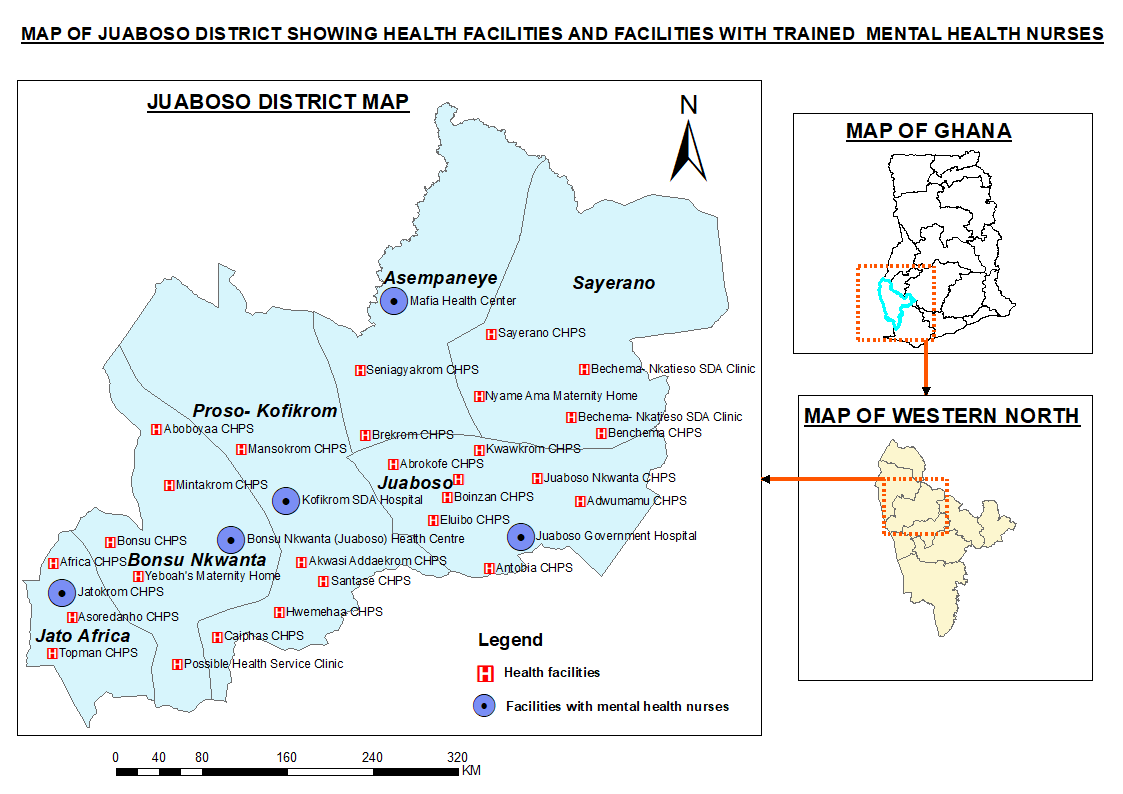 MAP OF JUABOSO DISTRICT SHOWING HEALTH FACILITIES AND FACILITIES WITH TRAINED MENTAL HEALTH NURSES
JUABOSO DISTRICT MAP
N
Asempaneye
Mafia Health Center
Sayerano
Sayerano CHPS
Seniagyakrom CHPS
Bechema- Nkatieso SDA Clinic
Nyame Ama Maternity Home
Proso- Kofikrom
Bechema- Nkatieso SDA Clinic
Aboboyaa CHPS
Brekrom CHPS
Benchema CHPS
Mansokrom CHPS
Kwawkrom CHPS
Abrokofe CHPS
Juaboso
Juaboso Nkwanta CHPS
Mintakrom CHPS
Boinzan CHPS
Kofikrom SDA Hospital
Adwumamu CHPS
Eluibo CHPS
Bonsu CHPS
Bonsu Nkwanta (Juaboso) Health Centre
Juaboso Government Hospital
Africa CHPS
Bonsu Nkwanta
Akwasi Addaekrom CHPS
Antobia CHPS
Yeboah's Maternity Home
Santase CHPS
Jatokrom CHPS
Asoredanho CHPS
Hwemehaa CHPS
Jato Africa
Caiphas CHPS
Topman CHPS
Possible Health Service Clinic
Legend
H Health facilities
Facilities with mental health nurses
0 40 80 160 240 320
KM
MAP OF GHANA
MAP OF WESTERN NORTH